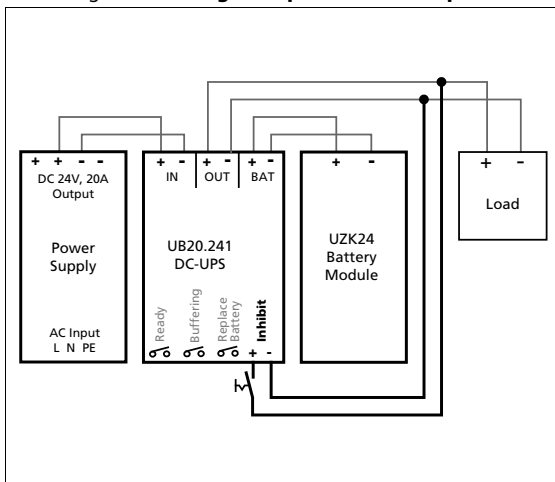 + + - -
DC 24V, 20A
Output
Power
Supply
AC Input
L N PE
+ - + - + -
IN OUT BAT
UB20.241
DC-UPS
Ready
Buffering
Replace
Battery
Inhibit
+ -
+ -
UZK24
Battery
Module
+ -
Load